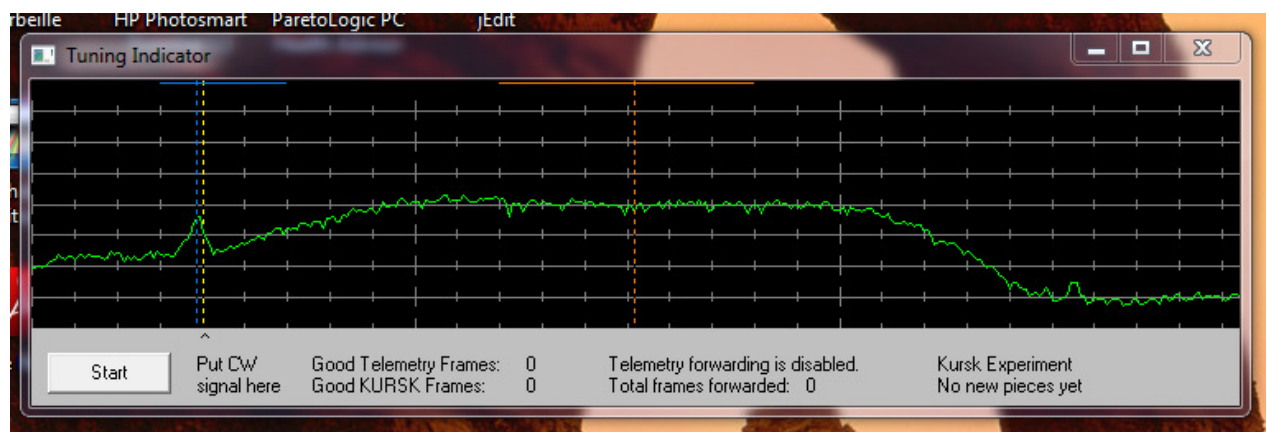 HP Photosmart ParetoLogic PC jEdit
Tuning Indicator
Start
Put CW
signal here
Good Telemetry Frames: 0
Good KURSK Frames: 0
Telemetry forwarding is disabled.
Total frames forwarded: 0
Kursk Experiment
No new pieces yet